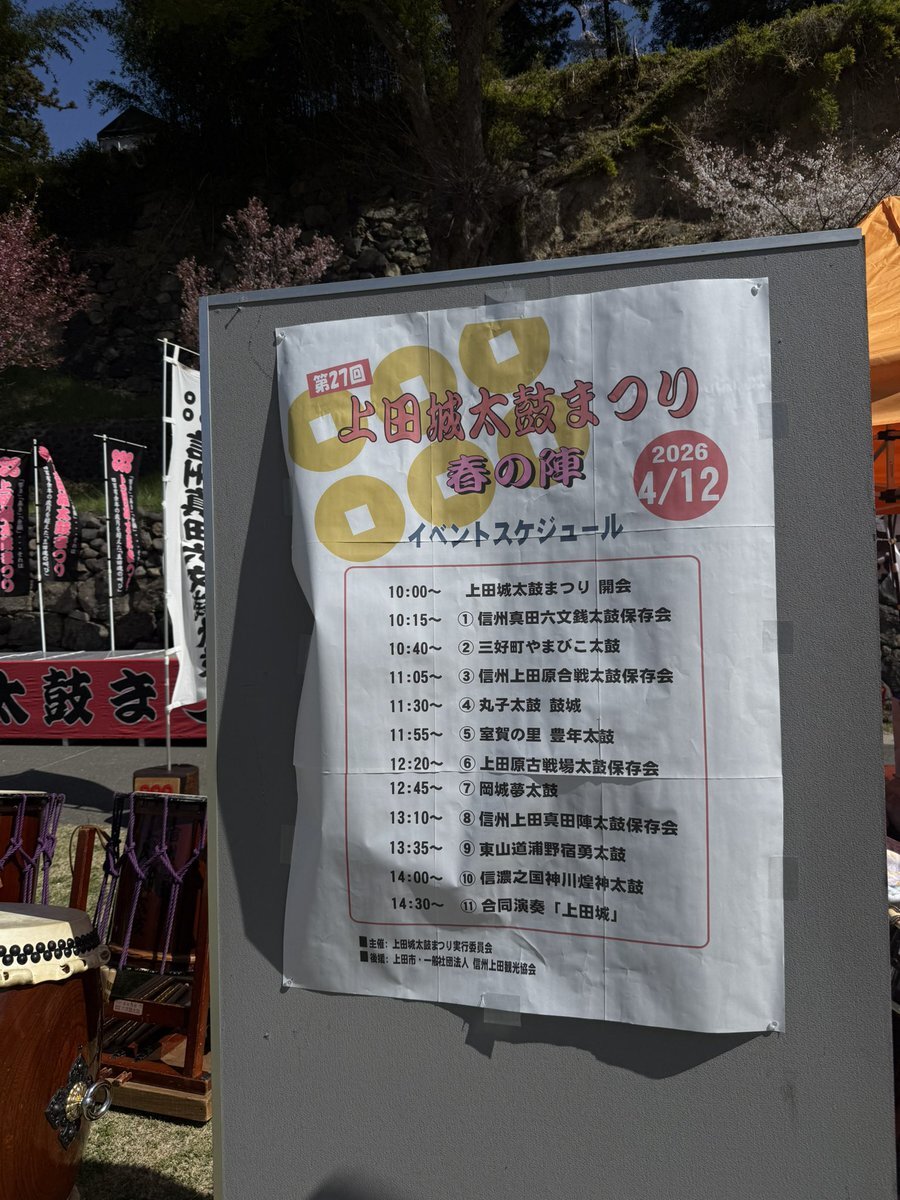 第27回
上田城太鼓まつり
春の陣
2026
4/12
イベントスケジュール
10:00～ 上田城太鼓まつり 開会
10:15～ ① 信州真田六文銭太鼓保存会
10:40～ ② 三好町やまびこ太鼓
11:05～ ③ 信州上田原合戦太鼓保存会
11:30～ ④ 丸子太鼓 鼓城
11:55～ ⑤ 室賀の里 豊年太鼓
12:20～ ⑥ 上田原古戦場太鼓保存会
12:45～ ⑦ 岡城夢太鼓
13:10～ ⑧ 信州上田真田陣太鼓保存会
13:35～ ⑨ 東山道浦野宿勇太鼓
14:00～ ⑩ 信濃之国神川煌神太鼓
14:30～ ⑪ 合同演奏「上田城」
■主催：上田城太鼓まつり実行委員会
■後援：上田市・一般社団法人 信州上田観光協会
真田六文銭
太鼓まつ